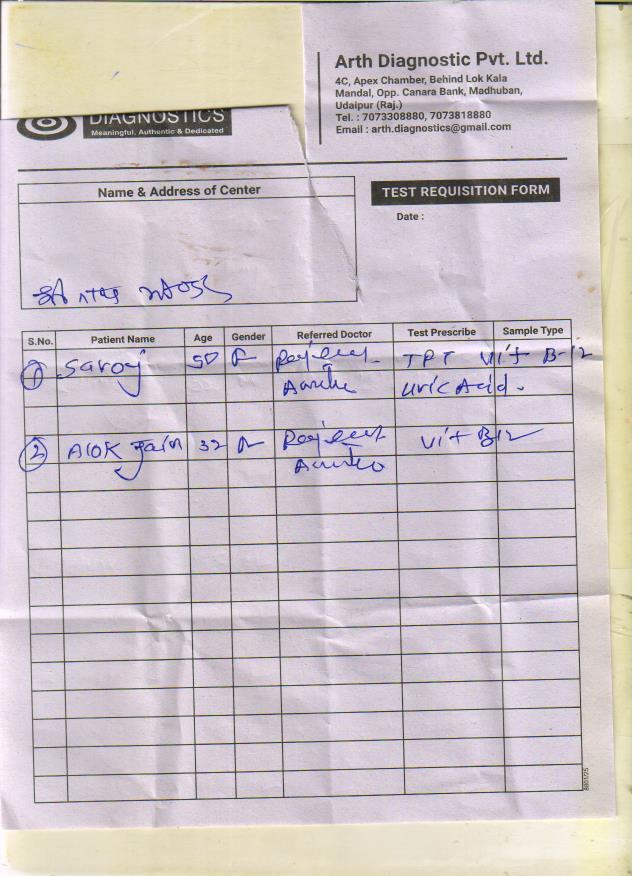 Arth Diagnostic Pvt. Ltd.
4C, Apex Chamber, Behind Lok Kala
Mandal, Opp. Canara Bank, Madhuban,
Udaipur (Raj.)
Tel. : 7073308880, 7073818880
Email : arth.diagnostics@gmail.com
DIAGNOSTICS
Meaningful, Authentic & Dedicated
Name & Address of Center
TEST REQUISITION FORM
Date :
S.No. Patient Name Age Gender Referred Doctor Test Prescribe Sample Type
1 Saroj 50 Vit B-12
Uric Acid.
2 Alok Jain 32 Vit B12